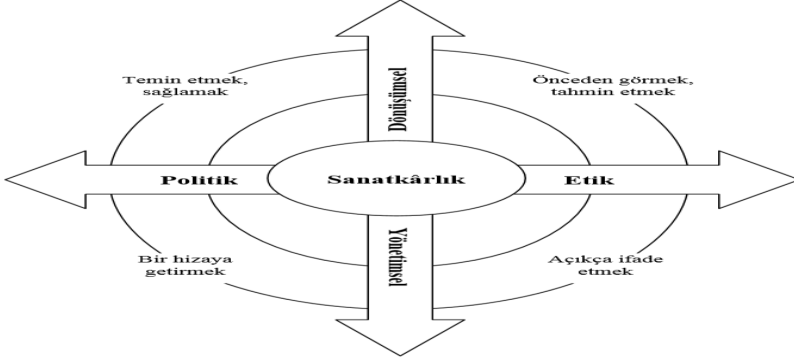 Dönüşümsel
Temin etmek,
sağlamak
Önceden görmek,
tahmin etmek
Politik
Sanatkârlık
Etik
Yönetimsel
Bir hizaya
getirmek
Açıkça ifade
etmek